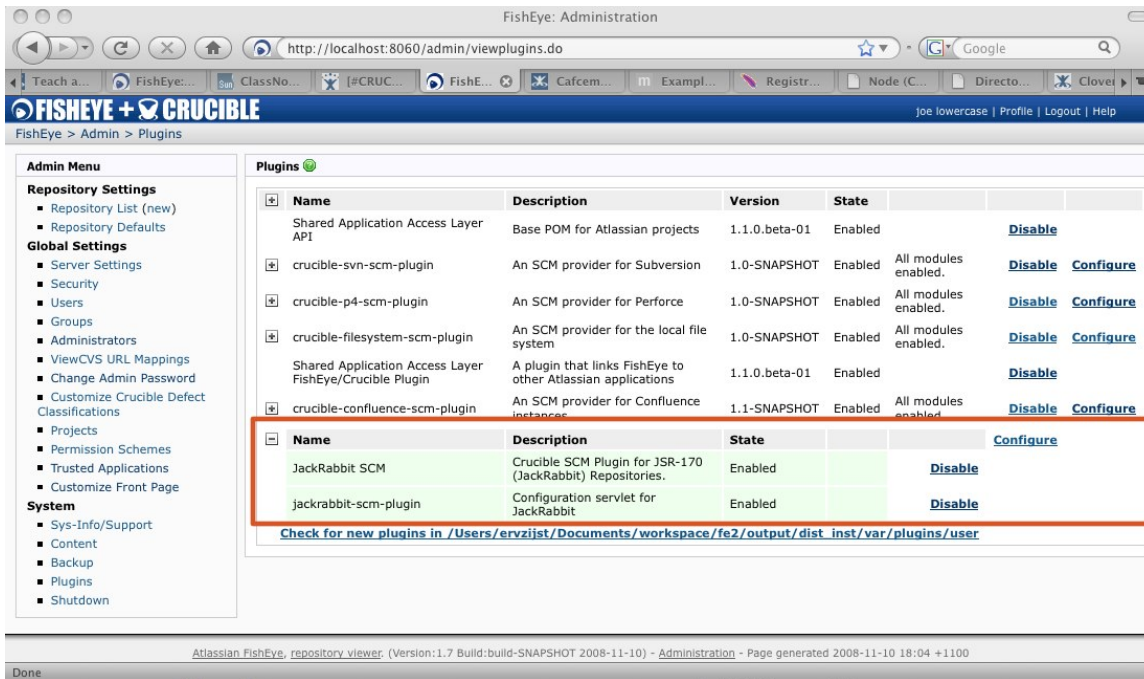 FishEye: Administration
http://localhost:8060/admin/viewplugins.do
Google
Teach a... FishEye:... ClassNo... [#CRUC... FishE... Cafcem... Exampl... Registr... Node (C... Directo... Clover
FISHEYE + CRUCIBLE
joe lowercase | Profile | Logout | Help
FishEye > Admin > Plugins
Admin Menu
Repository Settings
Repository List (new)
Repository Defaults
Global Settings
Server Settings
Security
Users
Groups
Administrators
ViewCVS URL Mappings
Change Admin Password
Customize Crucible Defect
Classifications
Projects
Permission Schemes
Trusted Applications
Customize Front Page
System
Sys-Info/Support
Content
Backup
Plugins
Shutdown
Plugins
Name Description Version State
Shared Application Access Layer
API
Base POM for Atlassian projects 1.1.0.beta-01 Enabled Disable
crucible-svn-scm-plugin An SCM provider for Subversion 1.0-SNAPSHOT Enabled All modules
enabled.
Disable Configure
crucible-p4-scm-plugin An SCM provider for Perforce 1.0-SNAPSHOT Enabled All modules
enabled.
Disable Configure
crucible-filesystem-scm-plugin An SCM provider for the local file
system
1.0-SNAPSHOT Enabled All modules
enabled.
Disable Configure
Shared Application Access Layer
FishEye/Crucible Plugin
A plugin that links FishEye to
other Atlassian applications
1.1.0.beta-01 Enabled Disable
crucible-confluence-scm-plugin An SCM provider for Confluence
instances
1.1-SNAPSHOT Enabled All modules
enabled.
Disable Configure
Name Description State Configure
JackRabbit SCM Crucible SCM Plugin for JSR-170
(JackRabbit) Repositories.
Enabled Disable
jackrabbit-scm-plugin Configuration servlet for
JackRabbit
Enabled Disable
Check for new plugins in /Users/ervzijst/Documents/workspace/fe2/output/dist_inst/var/plugins/user
Atlassian FishEye, repository viewer. (Version:1.7 Build:build-SNAPSHOT 2008-11-10) - Administration - Page generated 2008-11-10 18:04 +1100
Done